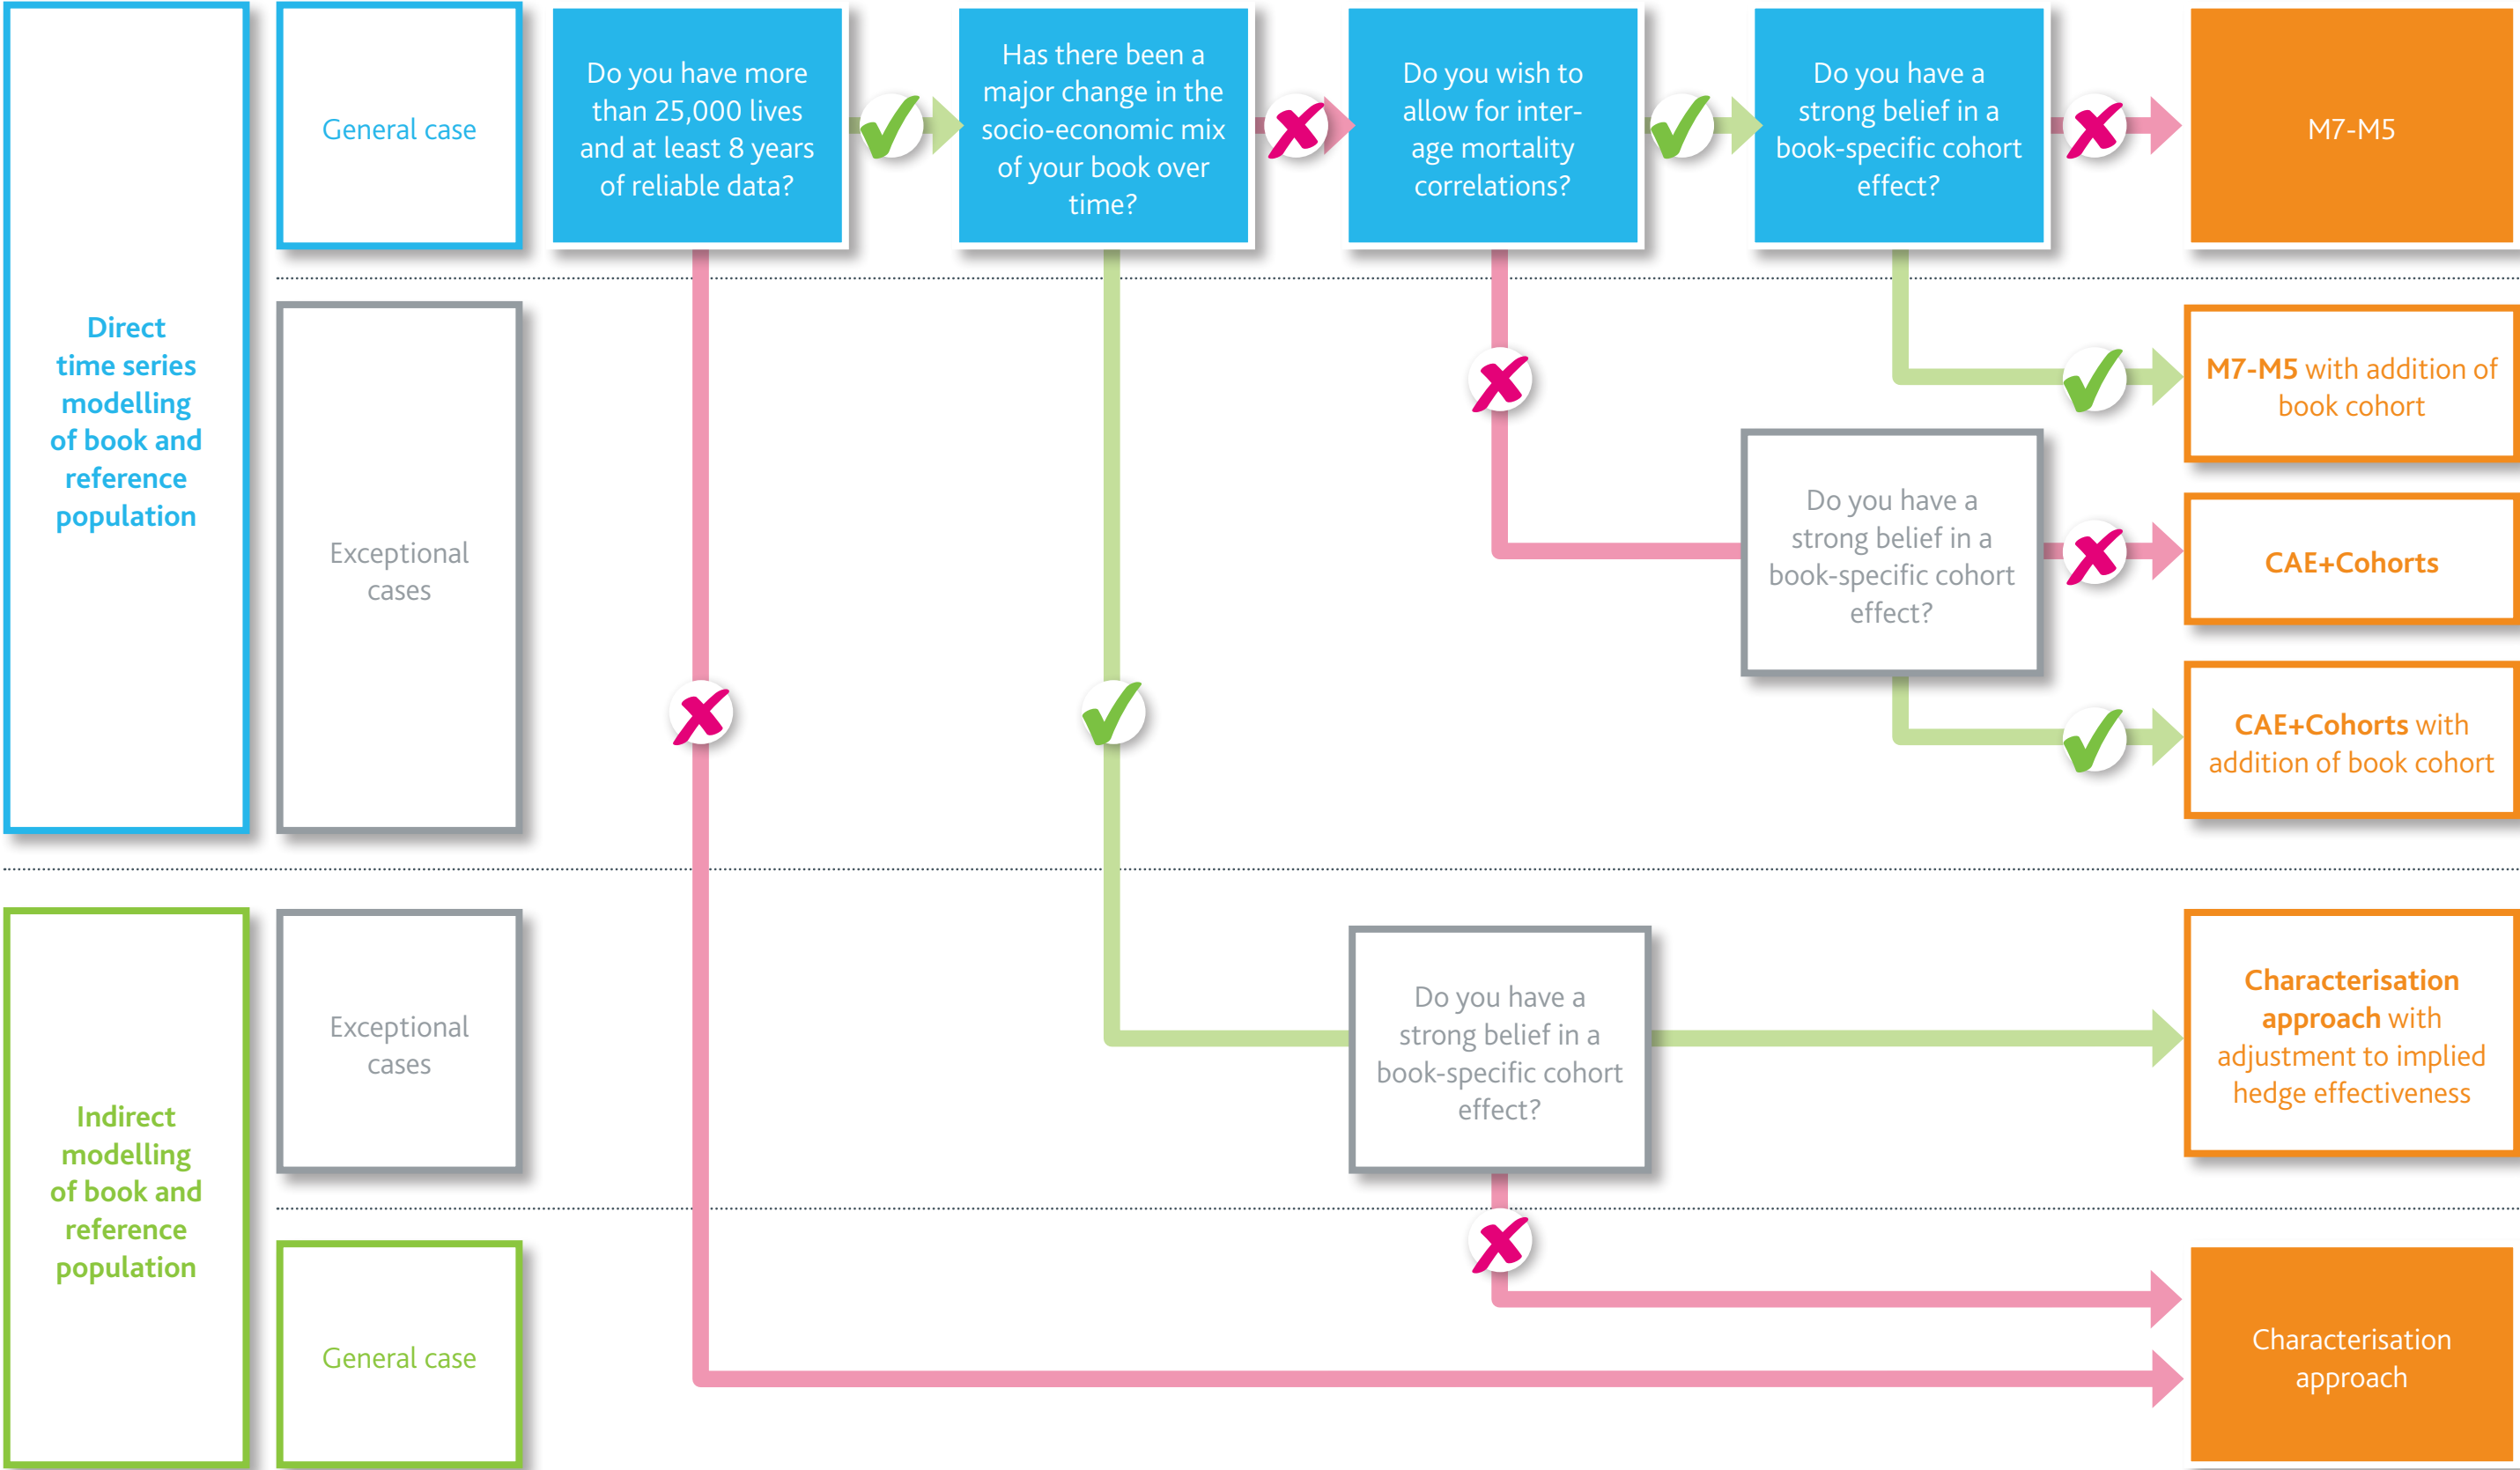 Direct
time series
modelling
of book and
reference
population
General case
Do you have more
than 25,000 lives
and at least 8 years
of reliable data?
Has there been a
major change in the
socio-economic mix
of your book over
time?
Do you wish to
allow for inter-
age mortality
correlations?
Do you have a
strong belief in a
book-specific cohort
effect?
M7-M5
Exceptional
cases
M7-M5 with addition of
book cohort
Do you have a
strong belief in a
book-specific cohort
effect?
CAE+Cohorts
CAE+Cohorts with
addition of book cohort
Indirect
modelling
of book and
reference
population
Exceptional
cases
Do you have a
strong belief in a
book-specific cohort
effect?
Characterisation
approach with
adjustment to implied
hedge effectiveness
General case
Characterisation
approach